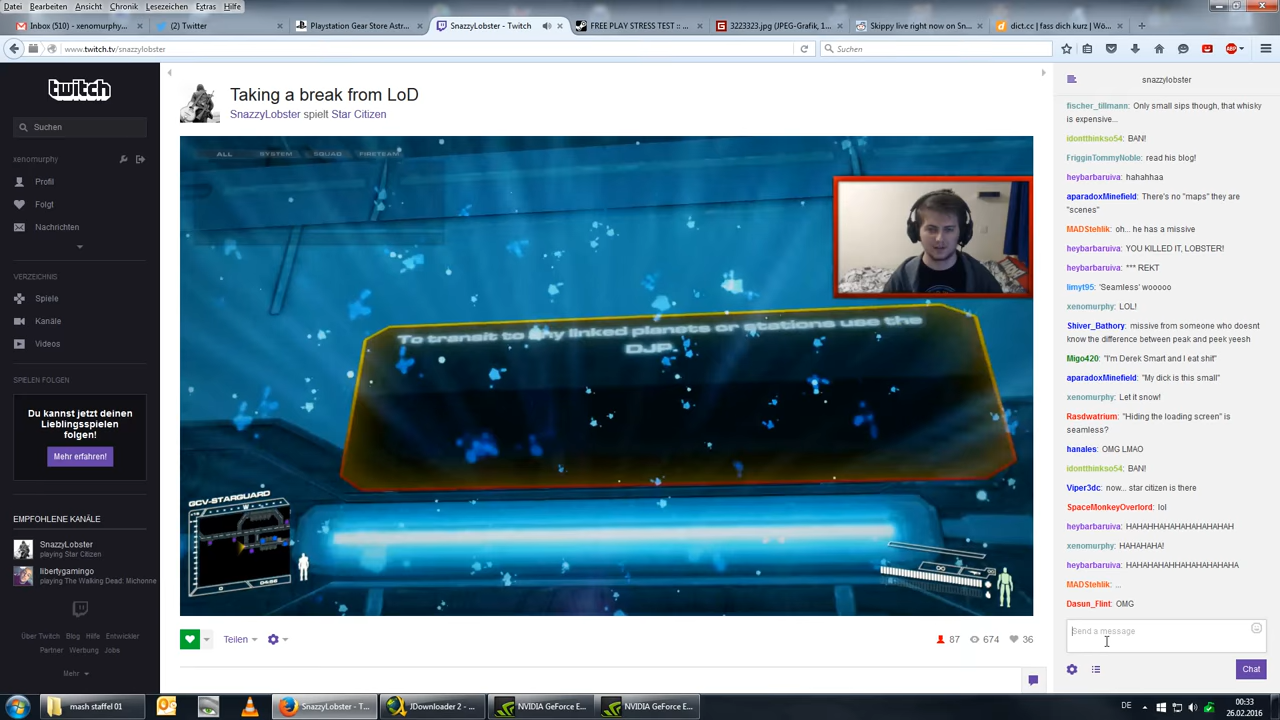 Datei Bearbeiten Ansicht Chronik Lesezeichen Extras Hilfe
Inbox (510) - xenomurphy...
(2) Twitter
Playstation Gear Store Astr...
SnazzyLobster - Twitch
FREE PLAY STRESS TEST :: ...
3223323.jpg (JPEG-Grafik, 1...
Skippy live right now on Sn...
dict.cc | fass dich kurz | Wö...
www.twitch.tv/snazzylobster
Suchen
ABP
twitch
Suchen
xenomurphy
Profil
Folgt
Nachrichten
VERZEICHNIS
Spiele
Kanäle
Videos
SPIELEN FOLGEN
Du kannst jetzt deinen
Lieblingsspielen
folgen!
Mehr erfahren!
EMPFOHLENE KANÄLE
SnazzyLobster
playing Star Citizen
libertygamingo
playing The Walking Dead: Michonne
Über Twitch Blog Hilfe Entwickler
Partner Werbung Jobs
Mehr
Taking a break from LoD
SnazzyLobster spielt Star Citizen
ALL SYSTEM SQUAD FIRETEAM
To transit to any linked planets or station use the
DJP.
GCV-STARGUARD
W
Teilen
87 674 36
snazzylobster
fischer_tillmann: Only small sips though, that whisky
is expensive...
idontthinkso54: BAN!
FrigginTommyNoble: read his blog!
heybarbaruiva: hahahhaa
aparadoxMinefield: There's no "maps" they are
"scenes"
MADStehlik: oh... he has a missive
heybarbaruiva: YOU KILLED IT, LOBSTER!
heybarbaruiva: *** REKT
limyt95: 'Seamless' wooooo
xenomurphy: LOL!
Shiver_Bathory: missive from someone who doesnt
know the difference between peak and peek yeesh
Migo420: "I'm Derek Smart and I eat shit"
aparadoxMinefield: "My dick is this small"
xenomurphy: Let it snow!
Rasdwatrium: "Hiding the loading screen" is
seamless?
hanales: OMG LMAO
idontthinkso54: BAN!
Viper3dc: now... star citizen is there
SpaceMonkeyOverlord: lol
heybarbaruiva: HAHAHHAHAHAHAHAHAH
xenomurphy: HAHAHAHA!
heybarbaruiva: HAHAHAHAHHAHAHAHAHA
MADStehlik: ...
Dasun_Flint: OMG
Send a message
Chat
mash staffel 01
SnazzyLobster - T...
JDownloader 2 - ...
NVIDIA GeForce E...
NVIDIA GeForce E...
DE
00:33
26.02.2016